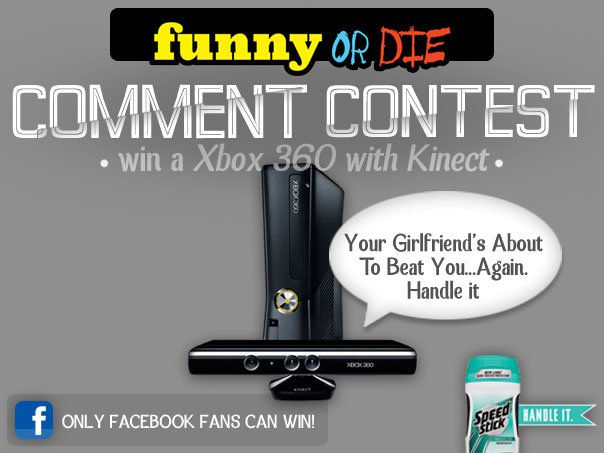 funny OR DIE
COMMENT CONTEST
• win a Xbox 360 with Kinect •
XBOX 360
Your Girlfriend's About
To Beat You...Again.
Handle it
XBOX 360
KINECT
Speed
Stick
HANDLE IT.
f ONLY FACEBOOK FANS CAN WIN!